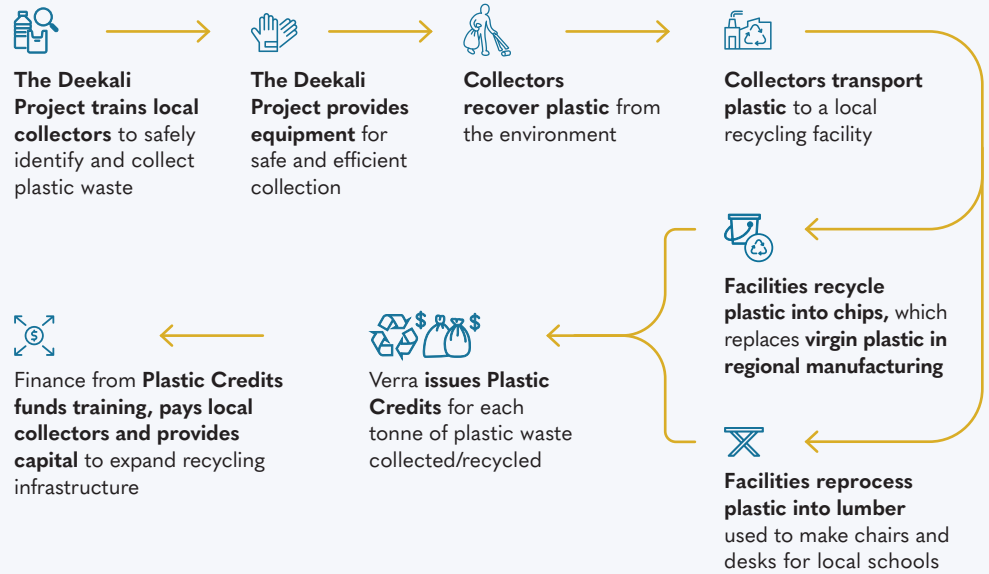 The Deekali
Project trains local
collectors to safely
identify and collect
plastic waste
The Deekali
Project provides
equipment for
safe and efficient
collection
Collectors
recover plastic from
the environment
Collectors transport
plastic to a local
recycling facility
Facilities recycle
plastic into chips, which
replaces virgin plastic in
regional manufacturing
Facilities reprocess
plastic into lumber
used to make chairs and
desks for local schools
$ $
Verra issues Plastic
Credits for each
tonne of plastic waste
collected/recycled
$
Finance from Plastic Credits
funds training, pays local
collectors and provides
capital to expand recycling
infrastructure